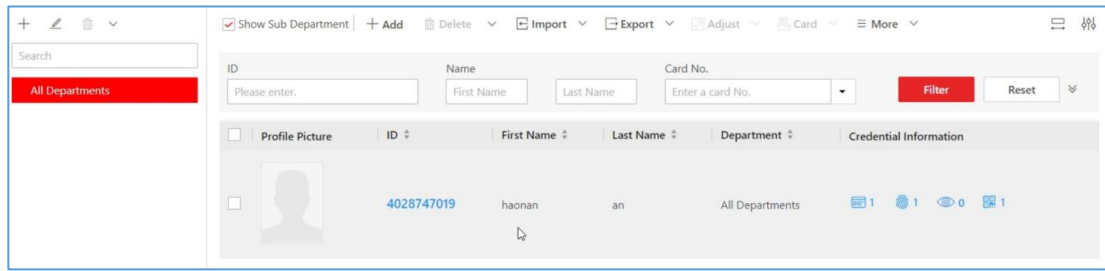 Show Sub Department + Add Delete Import Export Adjust Card More
Search
All Departments
ID Name Card No.
Please enter. First Name Last Name Enter a card No. Filter Reset
Profile Picture ID First Name Last Name Department Credential Information
4028747019 haonan an All Departments 1 1 0 1